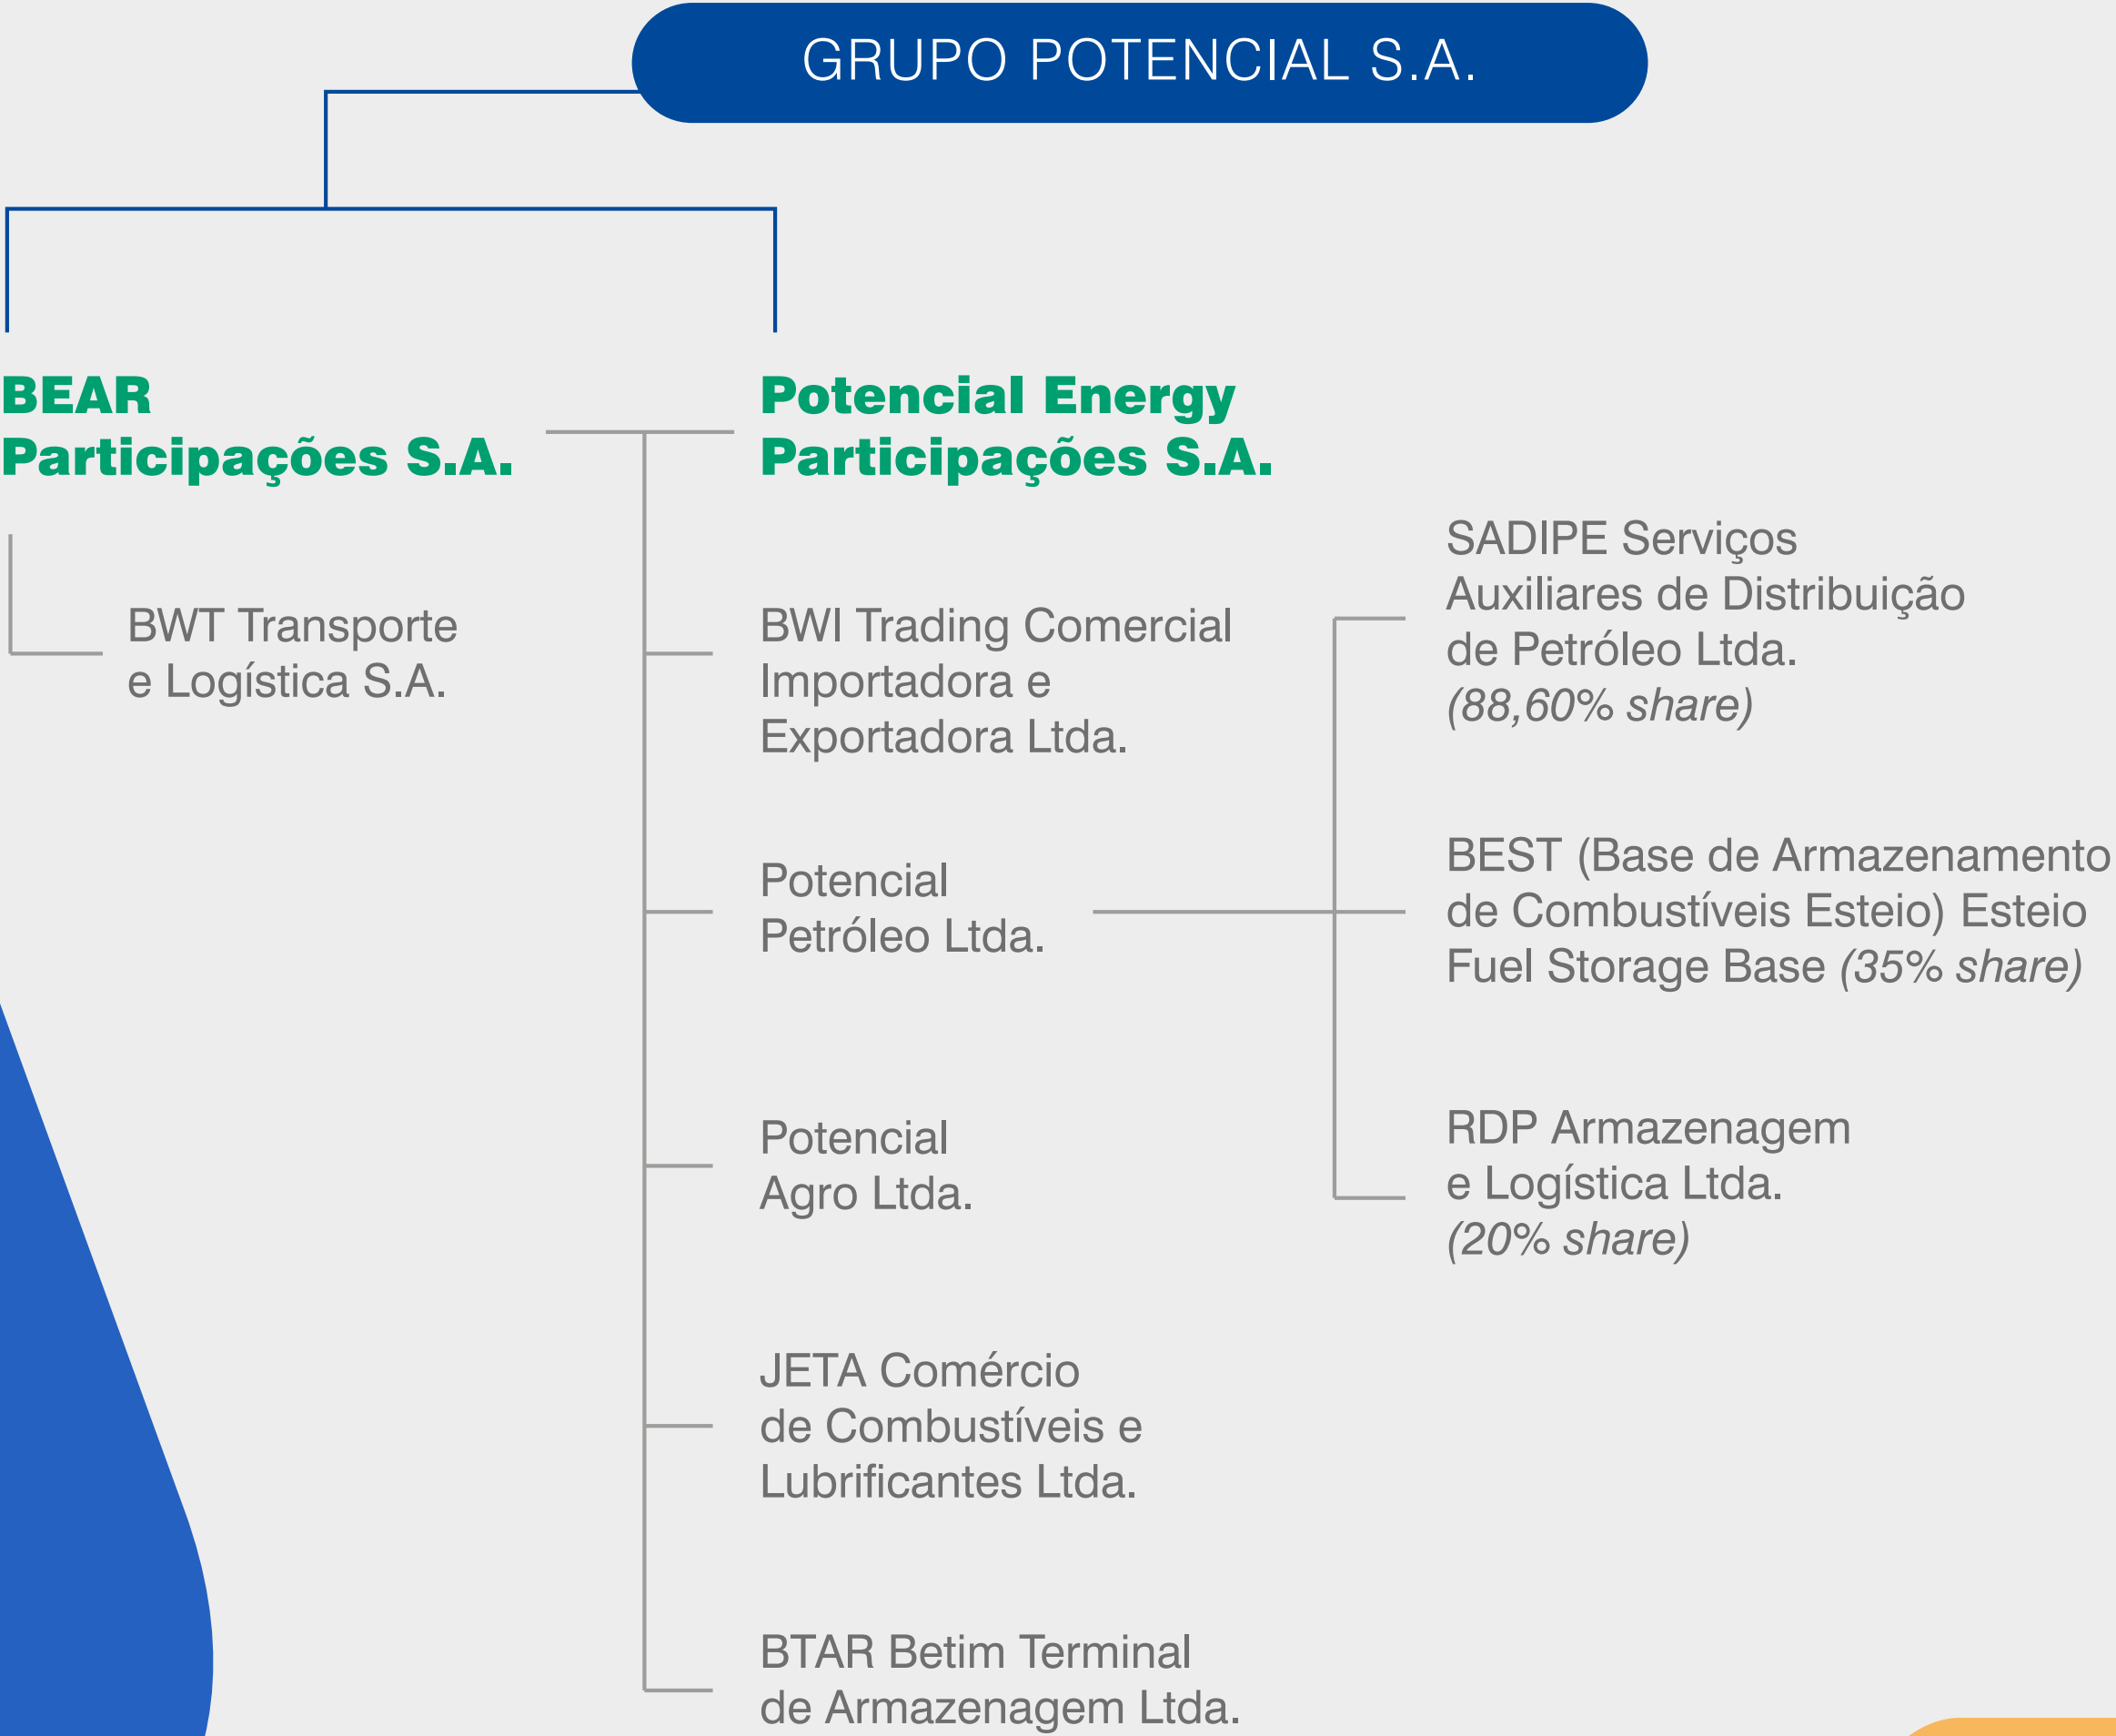 GRUPO POTENCIAL S.A.
BEAR
Participações S.A.
BWT Transporte
e Logística S.A.
Potencial Energy
Participações S.A.
BWI Trading Comercial
Importadora e
Exportadora Ltda.
Potencial
Petróleo Ltda.
Potencial
Agro Ltda.
JETA Comércio
de Combustíveis e
Lubrificantes Ltda.
BTAR Betim Terminal
de Armazenagem Ltda.
SADIPE Serviços
Auxiliares de Distribuição
de Petróleo Ltda.
(88,60% share)
BEST (Base de Armazenamento
de Combustíveis Esteio) Esteio
Fuel Storage Base (35% share)
RDP Armazenagem
e Logística Ltda.
(20% share)